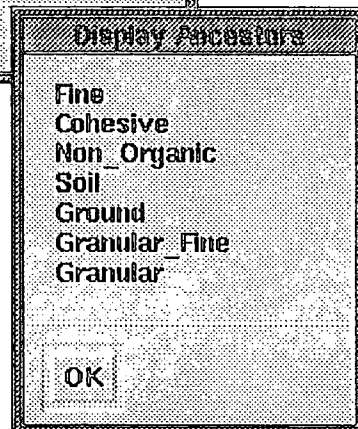 Display Ancestors
Fine
Cohesive
Non_Organic
Soil
Ground
Granular_Fine
Granular
OK